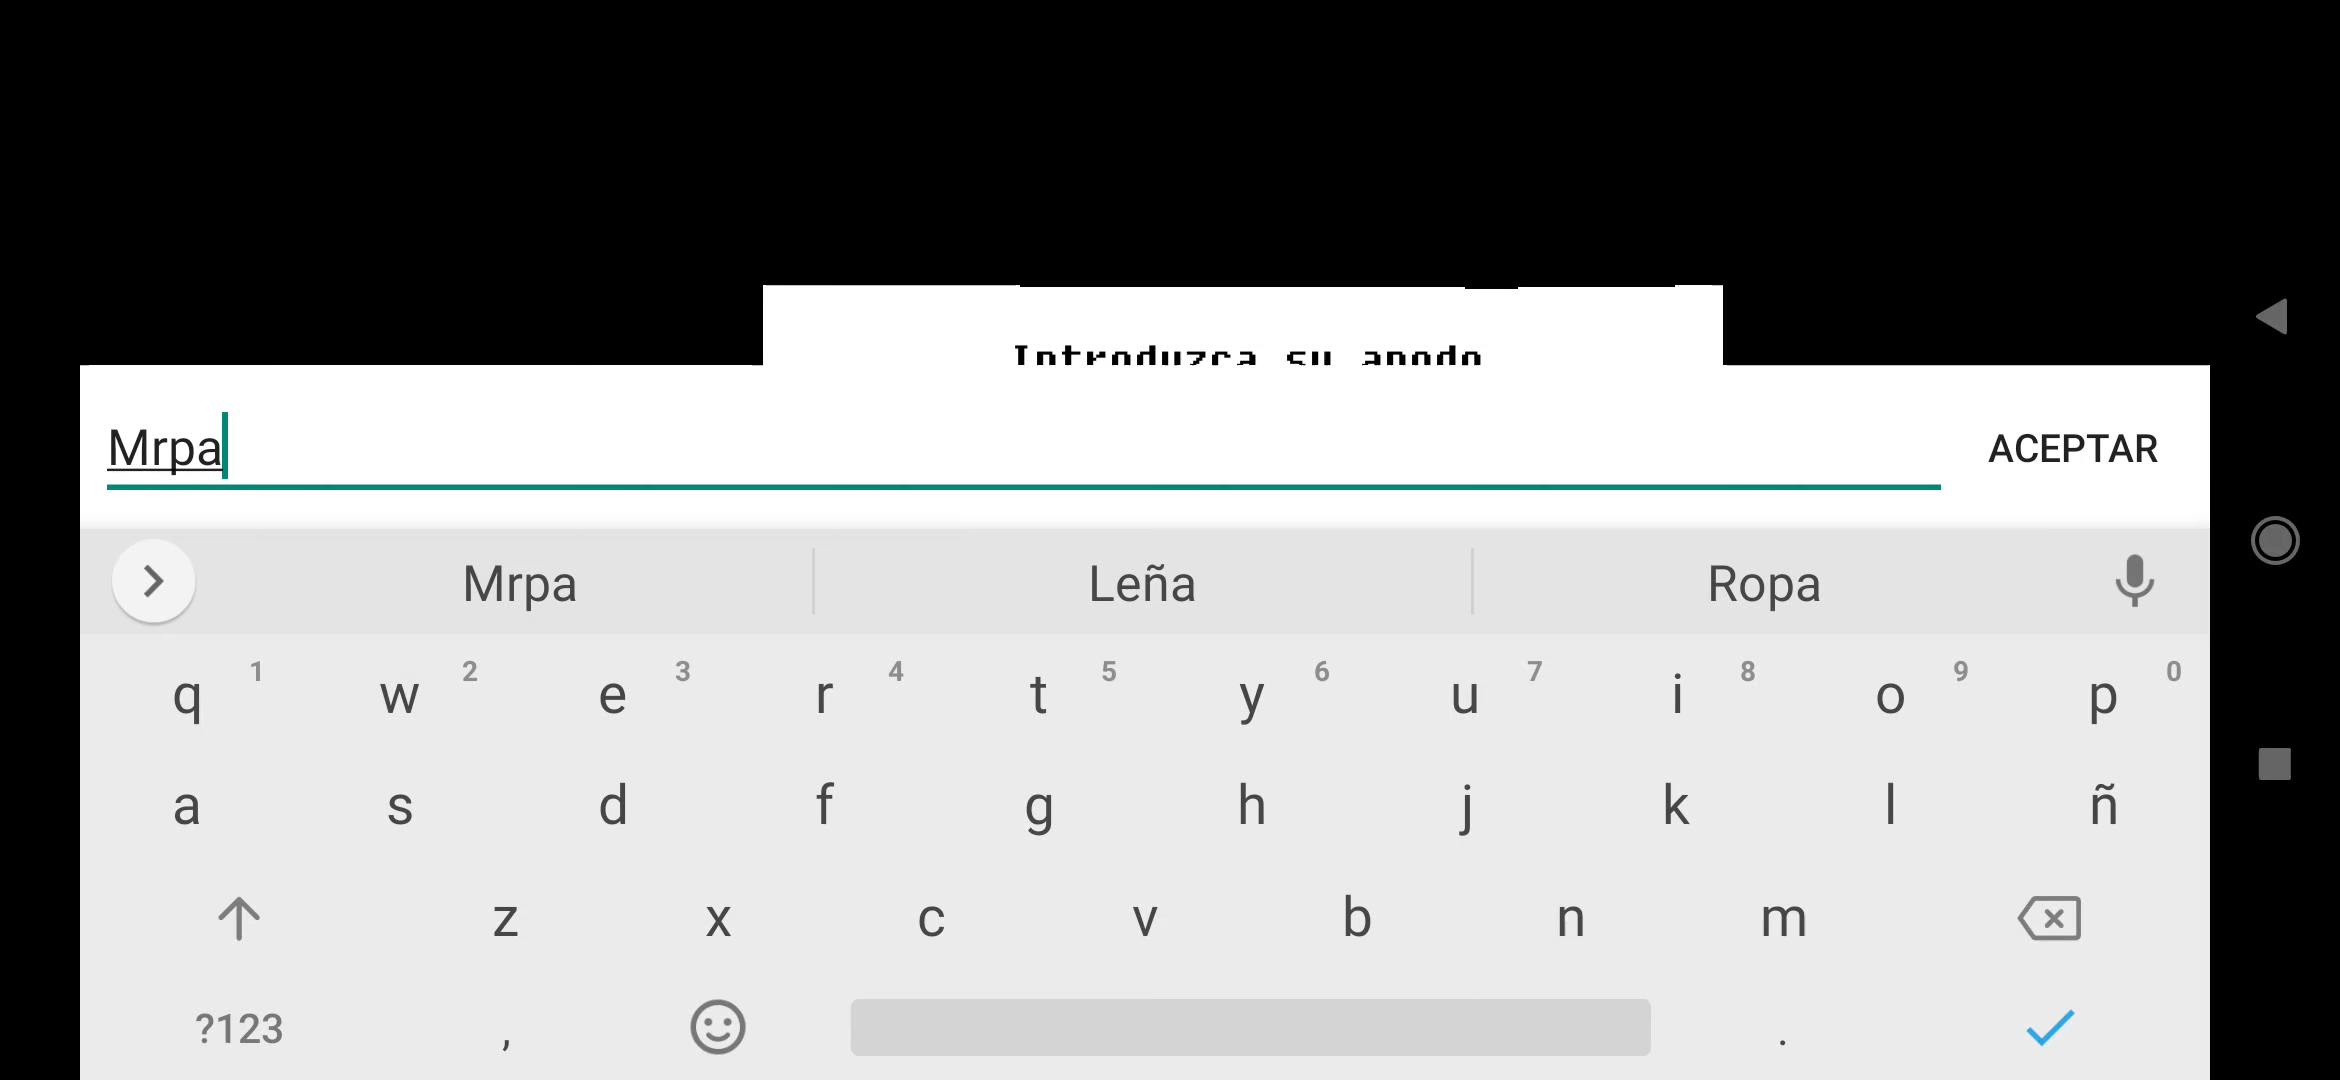 Introduzca su apodo
Mrpa
ACEPTAR
Mrpa Leña Ropa
q 1 w 2 e 3 r 4 t 5 y 6 u 7 i 8 o 9 p 0
a s d f g h j k l ñ
z x c v b n m
?123 , .